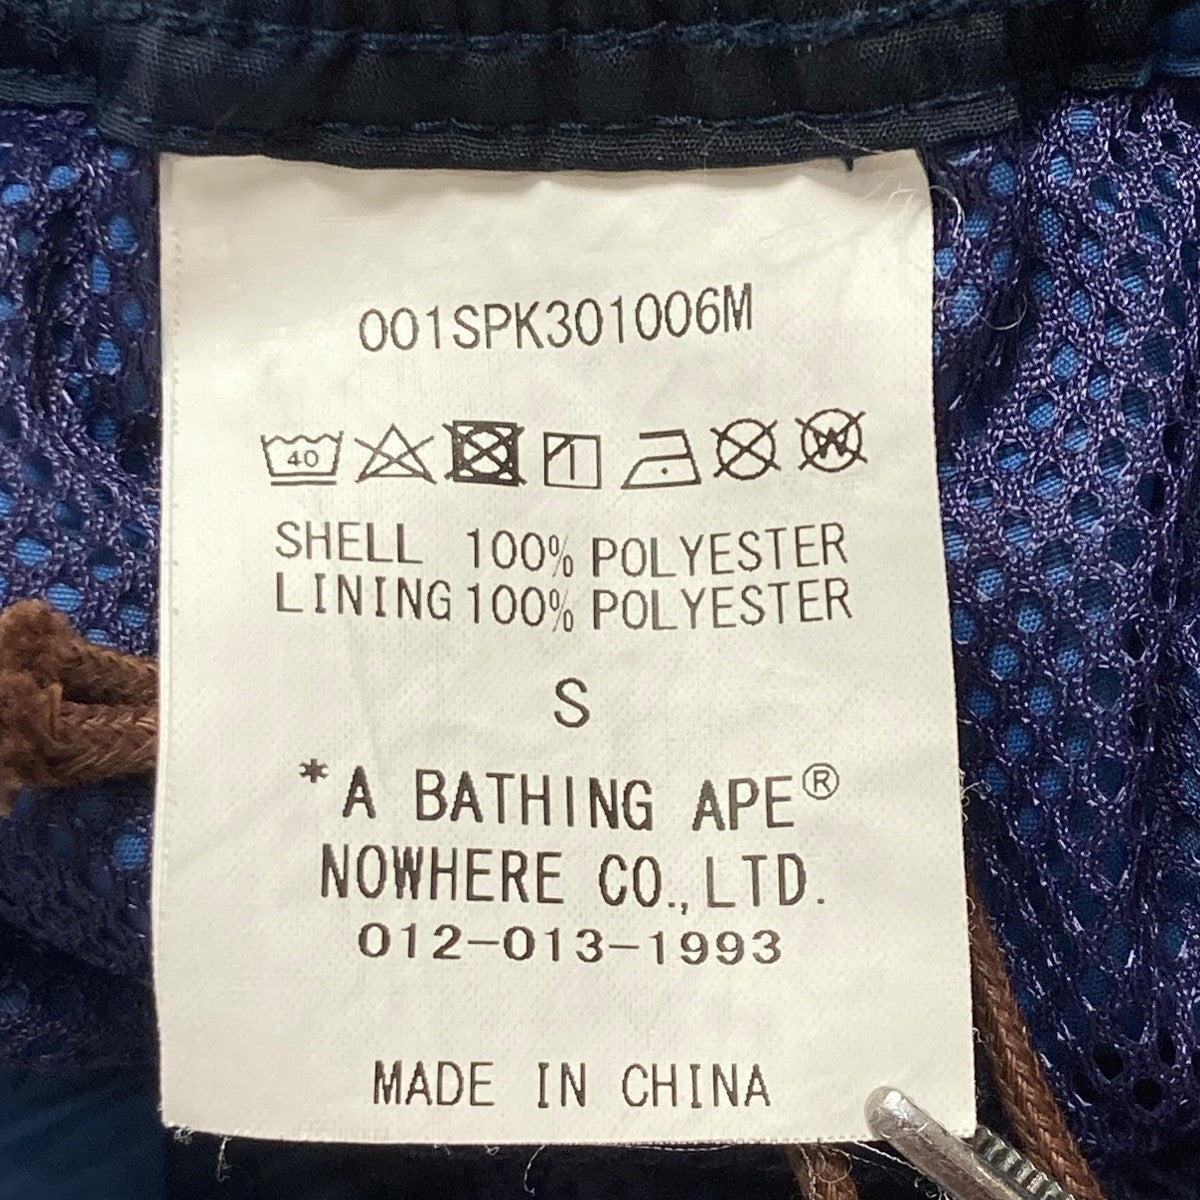 001SPK301006M
40 W
SHELL 100% POLYESTER
LINING 100% POLYESTER
S
*A BATHING APE®
NOWHERE CO., LTD.
012-013-1993
MADE IN CHINA